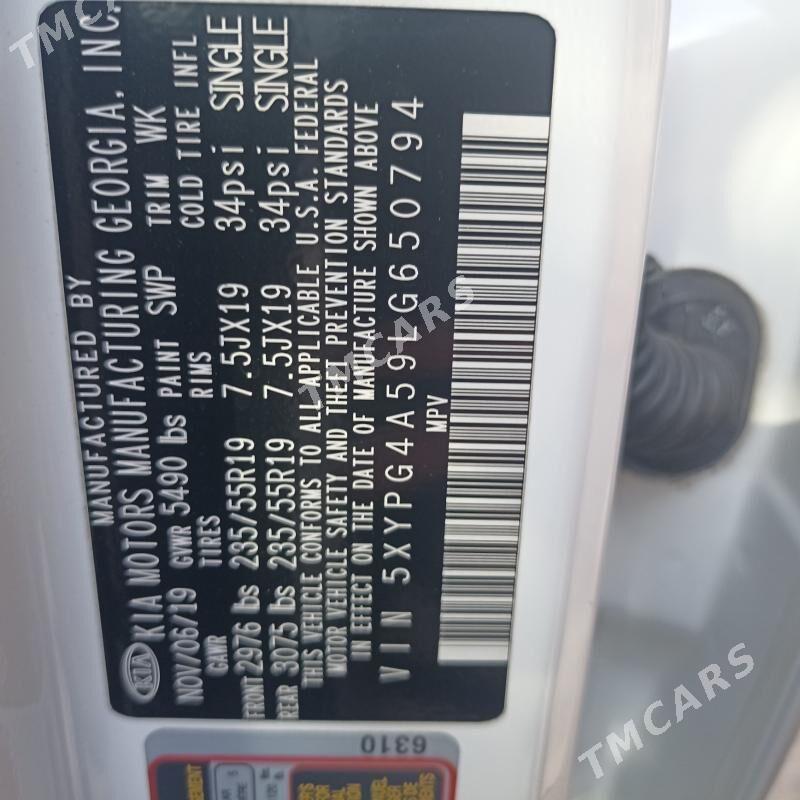 MANUFACTURED BY
KIA KIA MOTORS MANUFACTURING GEORGIA, INC.
NOV/06/19 GVWR 5490 lbs PAINT SWP TRIM WK
GAWR TIRES RIMS COLD TIRE INFL
FRONT 2976 lbs 235/55R19 7.5JX19 34psi SINGLE
REAR 3075 lbs 235/55R19 7.5JX19 34psi SINGLE
THIS VEHICLE CONFORMS TO ALL APPLICABLE U.S.A. FEDERAL
MOTOR VEHICLE SAFETY AND THEFT PREVENTION STANDARDS
IN EFFECT ON THE DATE OF MANUFACTURE SHOWN ABOVE
VIN 5XYPG4A59LG650794
MPV
6310
TMCARS
TMCARS
TMCARS